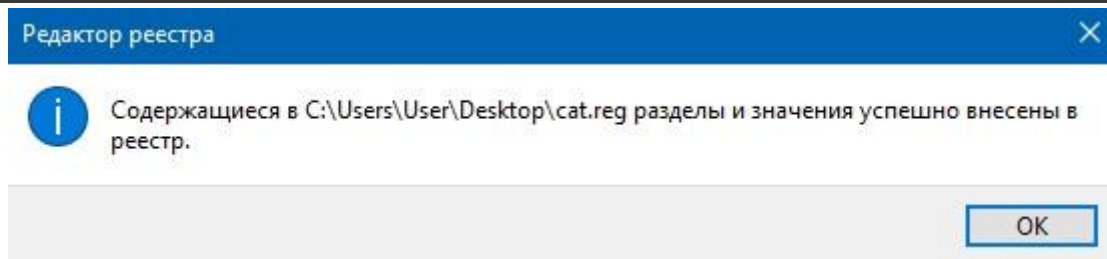 Редактор реестра
Содержащиеся в C:\Users\User\Desktop\cat.reg разделы и значения успешно внесены в
реестр.
OK